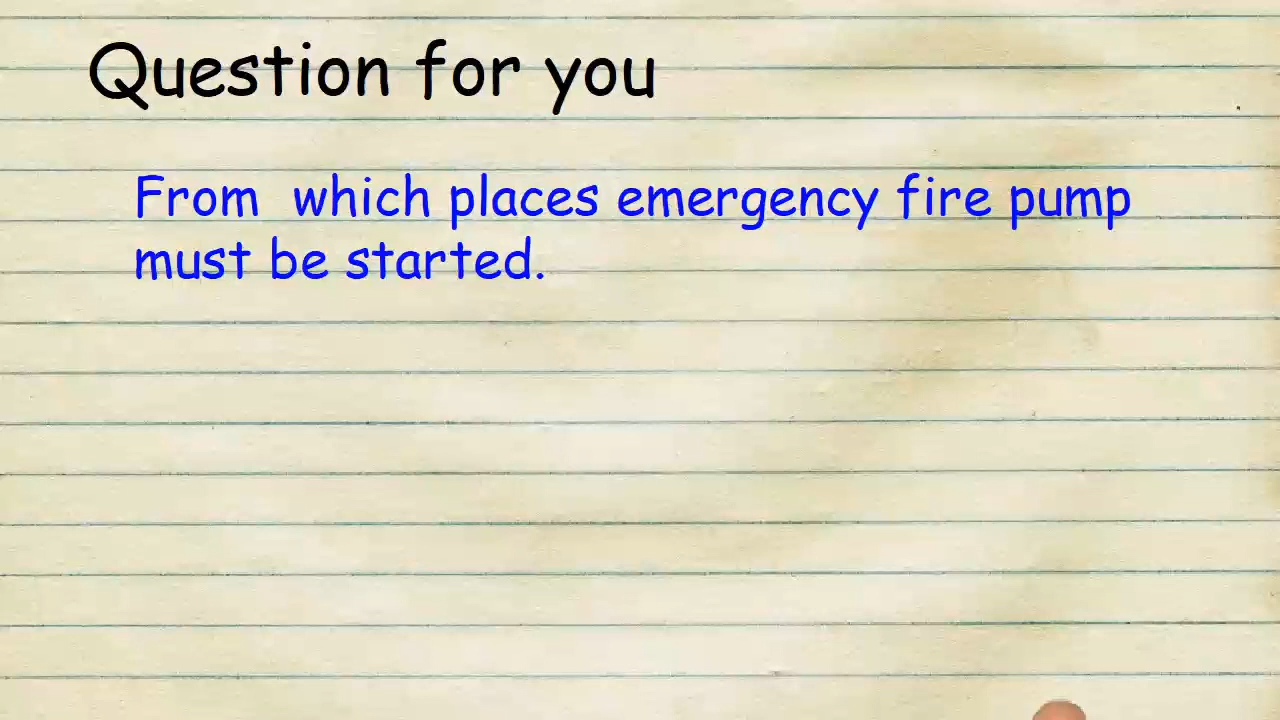 Question for you
From which places emergency fire pump
must be started.